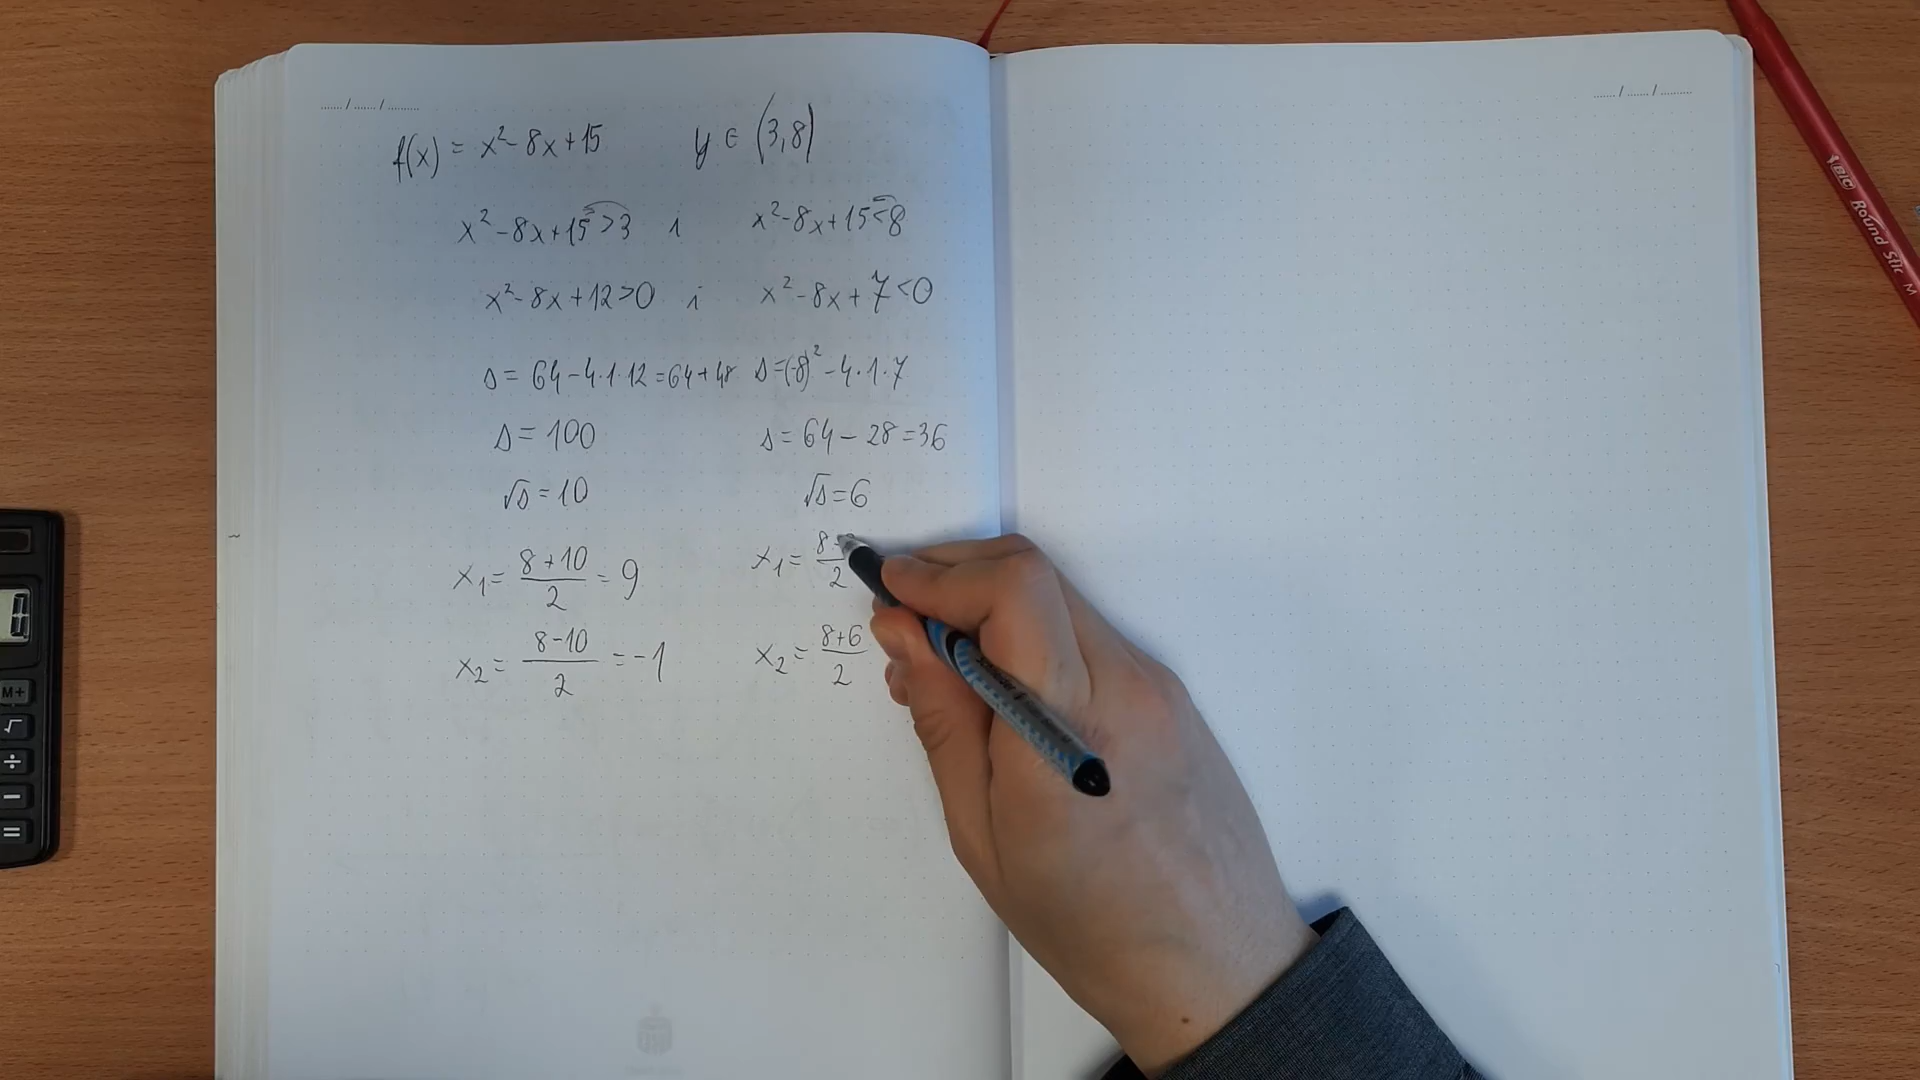 f(x) = x²-8x+15 y ∈ (3,8)
x²-8x+15>3 i x²-8x+15<8
x²-8x+12>0 i x²-8x+7<0
Δ = 64-4·1·12=64+48 Δ=(-8)²-4·1·7
Δ = 100 Δ = 64-28=36
√Δ=10 √Δ=6
x₁= 8+10/2 = 9 x₁= 8-/2
x₂= 8-10/2 = -1 x₂= 8+6/2
M+
√
÷
-
=
BIC Round Stic M